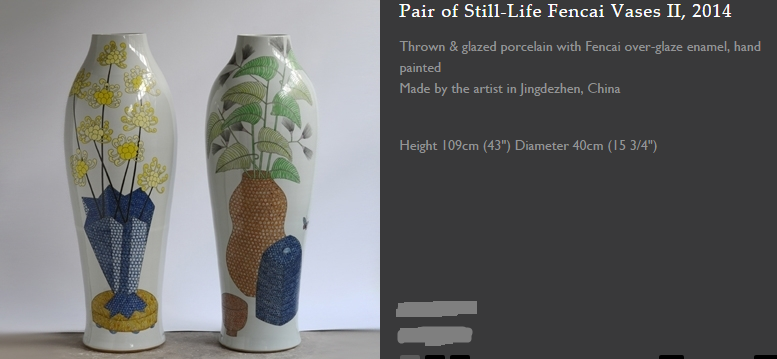 Pair of Still-Life Fencai Vases II, 2014
Thrown & glazed porcelain with Fencai over-glaze enamel, hand
painted
Made by the artist in Jingdezhen, China
Height 109cm (43") Diameter 40cm (15 3/4")